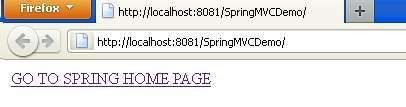 Firefox
http://localhost:8081/SpringMVCDemo/
http://localhost:8081/SpringMVCDemo/
GO TO SPRING HOME PAGE